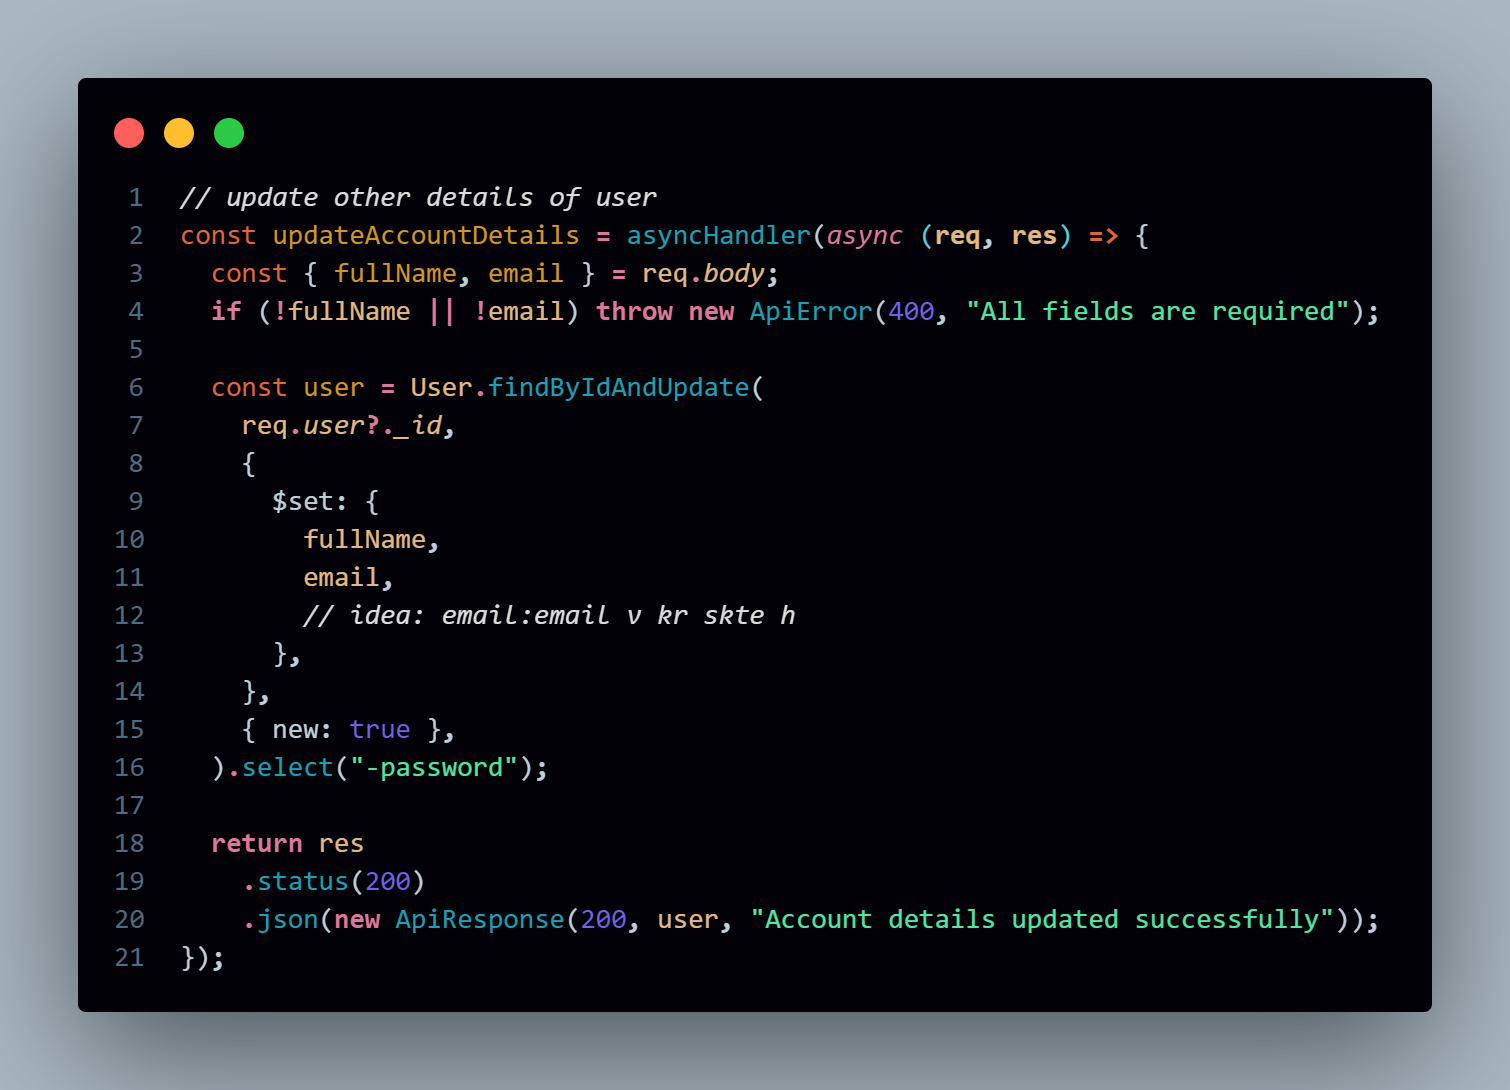 1 // update other details of user
2 const updateAccountDetails = asyncHandler(async (req, res) => {
3   const { fullName, email } = req.body;
4   if (!fullName || !email) throw new ApiError(400, "All fields are required");
5
6   const user = User.findByIdAndUpdate(
7     req.user?._id,
8     {
9       $set: {
10         fullName,
11         email,
12         // idea: email:email v kr skte h
13       },
14     },
15     { new: true },
16   ).select("-password");
17
18   return res
19     .status(200)
20     .json(new ApiResponse(200, user, "Account details updated successfully"));
21 });